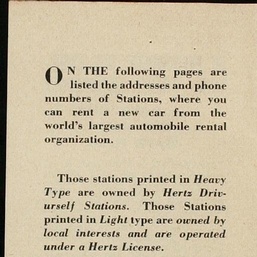 ON THE following pages are
listed the addresses and phone
numbers of Stations, where you
can rent a new car from the
world's largest automobile rental
organization.
Those stations printed in Heavy
Type are owned by Hertz Driv-
urself Stations. Those Stations
printed in Light type are owned by
local interests and are operated
under a Hertz License.